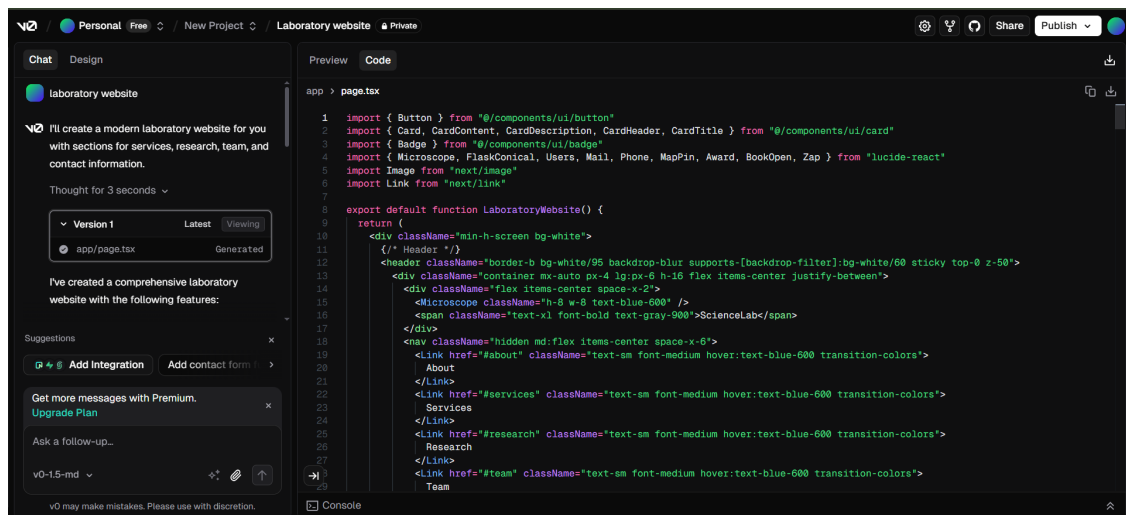 v0 / Personal Free / New Project / Laboratory website Private Share Publish
Chat Design
laboratory website
v0 I'll create a modern laboratory website for you
with sections for services, research, team, and
contact information.
Thought for 3 seconds
Version 1 Latest Viewing
app/page.tsx Generated
I've created a comprehensive laboratory
website with the following features:
Suggestions
Add Integration Add contact form
Get more messages with Premium.
Upgrade Plan
Ask a follow-up...
v0-1.5-md
v0 may make mistakes. Please use with discretion.
Preview Code
app > page.tsx
1 import { Button } from "@/components/ui/button"
2 import { Card, CardContent, CardDescription, CardHeader, CardTitle } from "@/components/ui/card"
3 import { Badge } from "@/components/ui/badge"
4 import { Microscope, FlaskConical, Users, Mail, Phone, MapPin, Award, BookOpen, Zap } from "lucide-react"
5 import Image from "next/image"
6 import Link from "next/link"
7
8 export default function LaboratoryWebsite() {
9 return (
10 <div className="min-h-screen bg-white">
11 {/* Header */}
12 <header className="border-b bg-white/95 backdrop-blur supports-[backdrop-filter]:bg-white/60 sticky top-0 z-50">
13 <div className="container mx-auto px-4 lg:px-6 h-16 flex items-center justify-between">
14 <div className="flex items-center space-x-2">
15 <Microscope className="h-8 w-8 text-blue-600" />
16 <span className="text-xl font-bold text-gray-900">ScienceLab</span>
17 </div>
18 <nav className="hidden md:flex items-center space-x-6">
19 <Link href="#about" className="text-sm font-medium hover:text-blue-600 transition-colors">
20 About
21 </Link>
22 <Link href="#services" className="text-sm font-medium hover:text-blue-600 transition-colors">
23 Services
24 </Link>
25 <Link href="#research" className="text-sm font-medium hover:text-blue-600 transition-colors">
26 Research
27 </Link>
<Link href="#team" className="text-sm font-medium hover:text-blue-600 transition-colors">
Team
Console